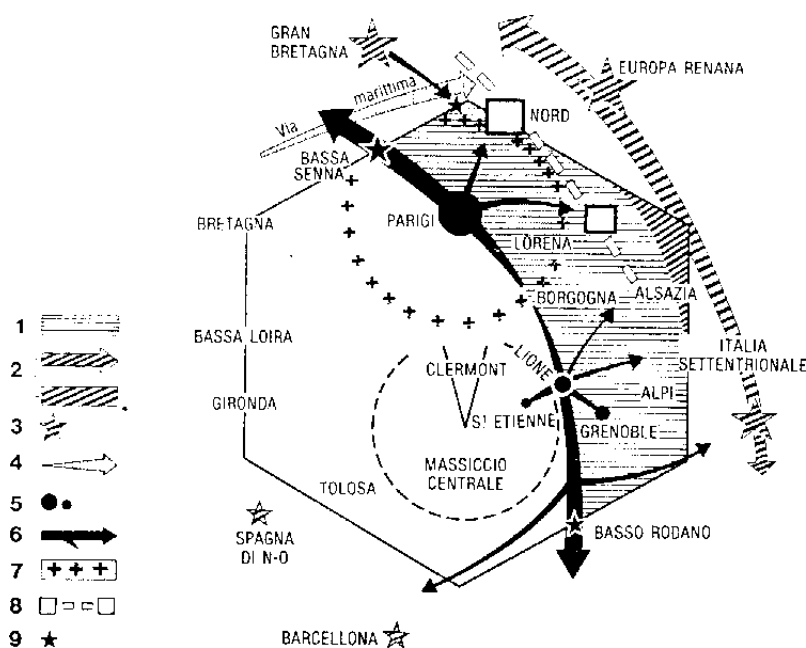 GRAN
BRETAGNA
EUROPA RENANA
Via marittima
NORD
BASSA
SENNA
BRETAGNA
PARIGI
LORENA
BORGOGNA
ALSAZIA
BASSA LOIRA
CLERMONT
LIONE
ITALIA
SETTENTRIONALE
GIRONDA
ALPI
St ETIENNE
GRENOBLE
MASSICCIO
CENTRALE
TOLOSA
SPAGNA
DI N-O
BASSO RODANO
BARCELLONA
1
2
3
4
5
6
7
8
9